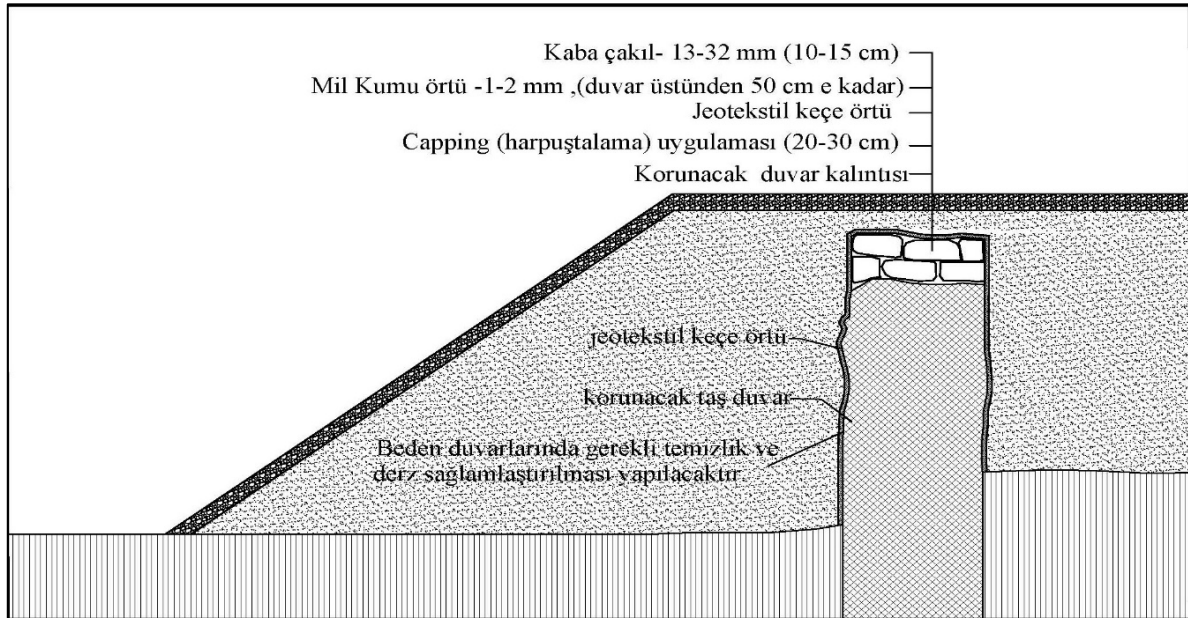 Kaba çakıl- 13-32 mm (10-15 cm)
Mil Kumu örtü -1-2 mm ,(duvar üstünden 50 cm e kadar)
Jeotekstil keçe örtü
Capping (harpuştalama) uygulaması (20-30 cm)
Korunacak duvar kalıntısı
jeotekstil keçe örtü
korunacak taş duvar
Beden duvarlarında gerekli temizlik ve
derz sağlamlaştırılması yapılacaktır.